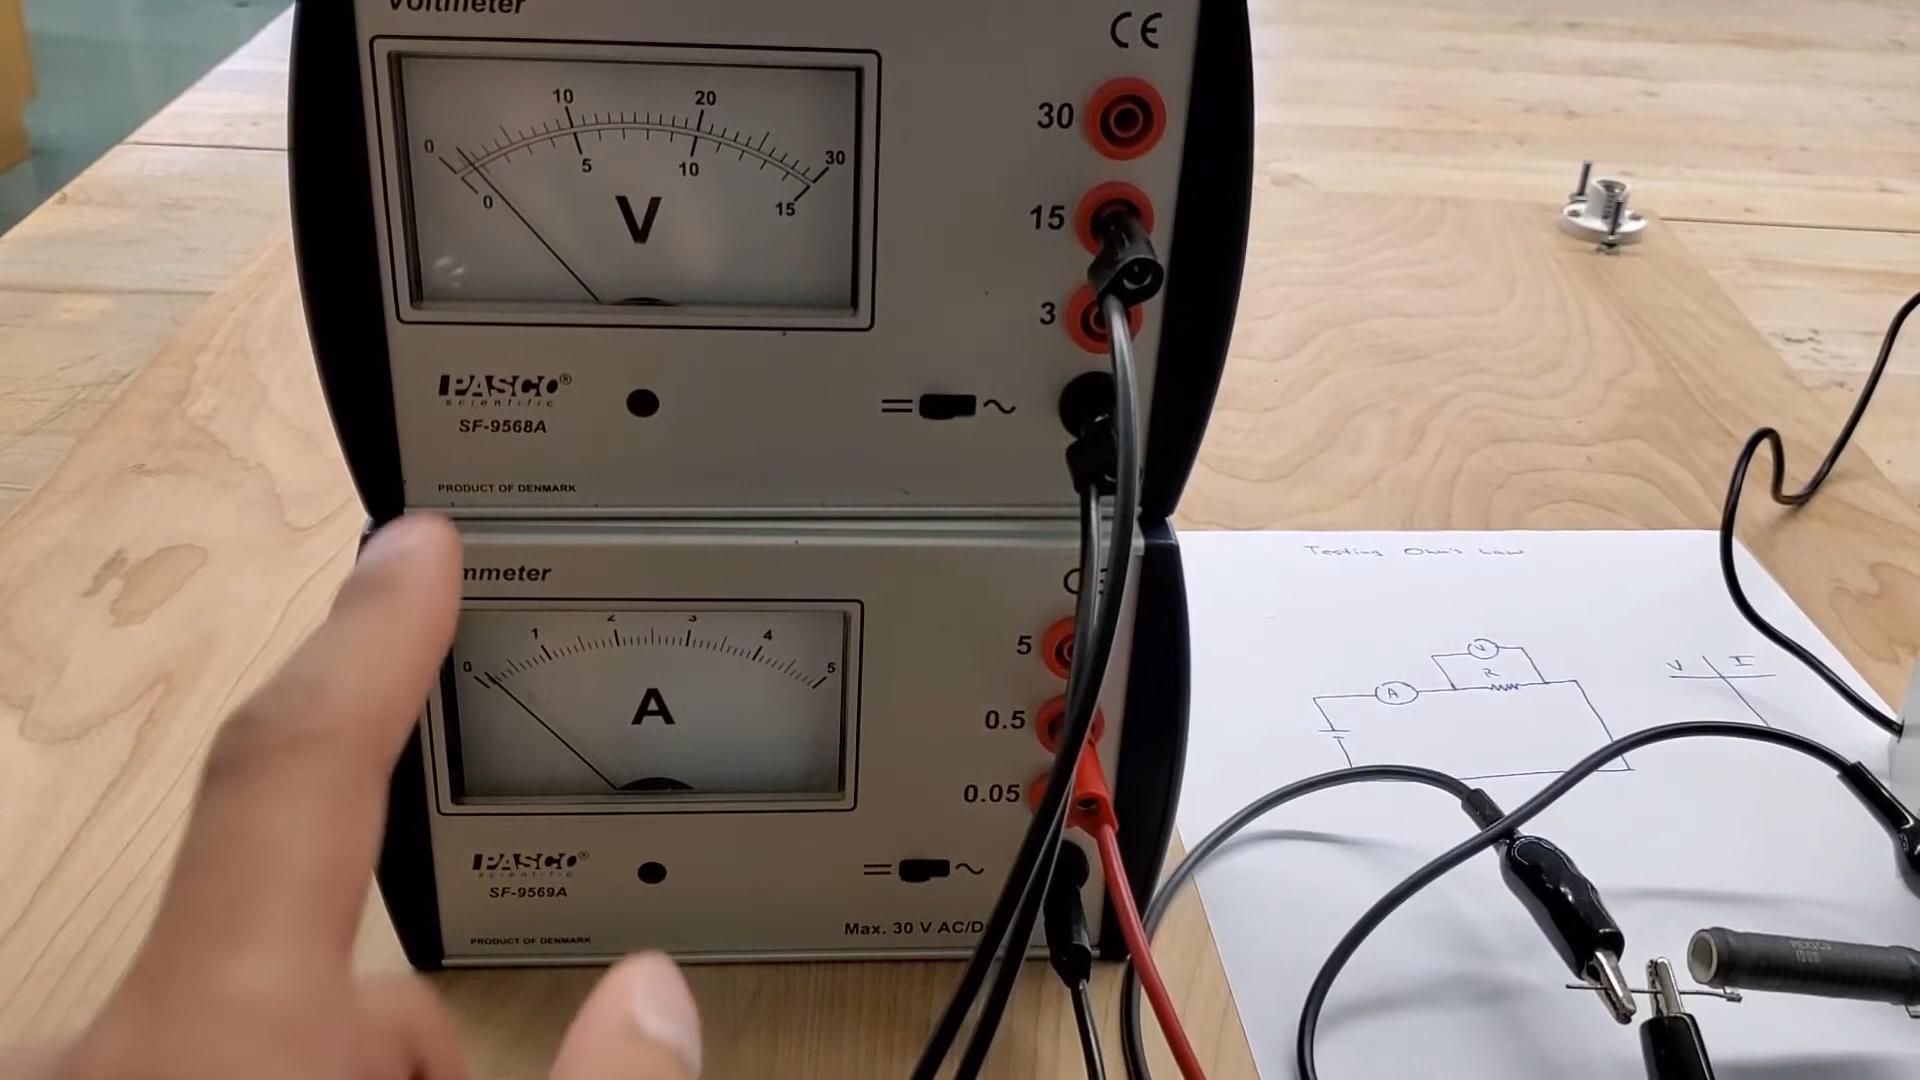 Voltmeter
CE
10 20
0 30
5 10
0 15
V
30
15
3
PASCO®
scientific
SF-9568A
PRODUCT OF DENMARK
mmeter
C
1 2 3 4
0 5
A
5
0.5
0.05
PASCO®
scientific
SF-9569A
Max. 30 V AC/D
PRODUCT OF DENMARK
Testing Ohm's Law
V
R
A
V I
MEXICO